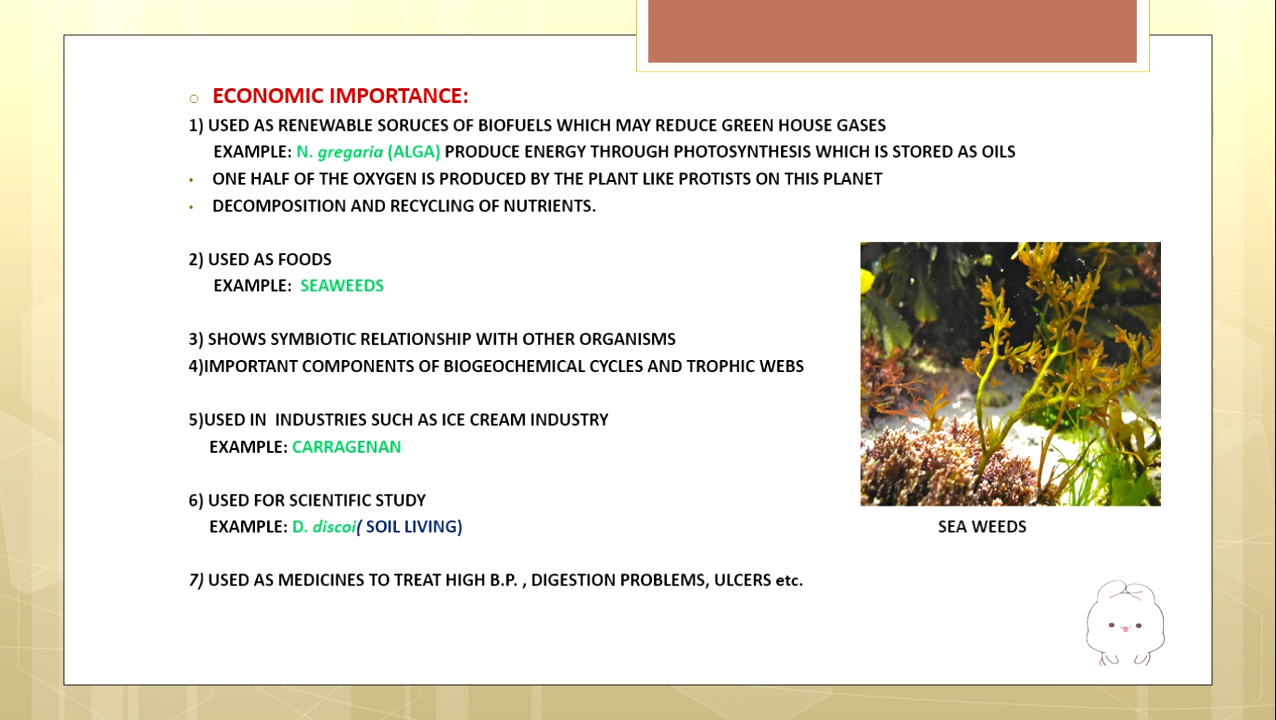 ECONOMIC IMPORTANCE:
1) USED AS RENEWABLE SORUCES OF BIOFUELS WHICH MAY REDUCE GREEN HOUSE GASES
EXAMPLE: N. gregaria (ALGA) PRODUCE ENERGY THROUGH PHOTOSYNTHESIS WHICH IS STORED AS OILS
• ONE HALF OF THE OXYGEN IS PRODUCED BY THE PLANT LIKE PROTISTS ON THIS PLANET
• DECOMPOSITION AND RECYCLING OF NUTRIENTS.
2) USED AS FOODS
EXAMPLE: SEAWEEDS
3) SHOWS SYMBIOTIC RELATIONSHIP WITH OTHER ORGANISMS
4)IMPORTANT COMPONENTS OF BIOGEOCHEMICAL CYCLES AND TROPHIC WEBS
5)USED IN INDUSTRIES SUCH AS ICE CREAM INDUSTRY
EXAMPLE: CARRAGENAN
6) USED FOR SCIENTIFIC STUDY
EXAMPLE: D. discoi( SOIL LIVING)
7) USED AS MEDICINES TO TREAT HIGH B.P. , DIGESTION PROBLEMS, ULCERS etc.
SEA WEEDS